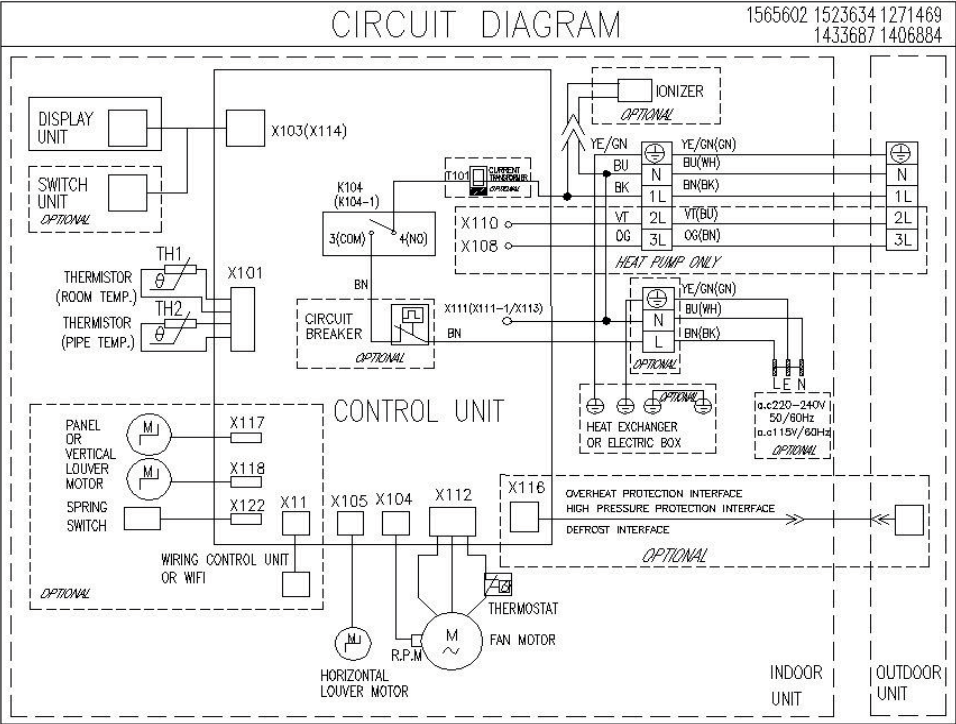 CIRCUIT DIAGRAM
1565602 1523634 1271469
1433687 1406884
DISPLAY
UNIT
X103(X114)
SWITCH
UNIT
OPTIONAL
IONIZER
OPTIONAL
T101
CURRENT
TRANSFORMER
OPTIONAL
K104
(K104-1)
3(COM)
4(NO)
YE/GN
YE/GN(GN)
BU
N
BU(WH)
N
BK
1L
BN(BK)
1L
X110
VT
2L
VT(BU)
2L
X108
OG
3L
OG(BN)
3L
HEAT PUMP ONLY
TH1
THERMISTOR
(ROOM TEMP.)
θ
X101
TH2
THERMISTOR
(PIPE TEMP.)
θ
BN
CIRCUIT
BREAKER
OPTIONAL
X111(X111-1/X113)
BN
YE/GN(GN)
N
BU(WH)
L
BN(BK)
OPTIONAL
L E N
a.c220-240V
50/60Hz
a.c115V/60Hz
OPTIONAL
OPTIONAL
HEAT EXCHANGER
OR ELECTRIC BOX
CONTROL UNIT
PANEL
OR
VERTICAL
LOUVER
MOTOR
M
X117
M
X118
SPRING
SWITCH
X122
X11
WIRING CONTROL UNIT
OR WIFI
OPTIONAL
X105
X104
X112
X116
OVERHEAT PROTECTION INTERFACE
HIGH PRESSURE PROTECTION INTERFACE
DEFROST INTERFACE
OPTIONAL
THERMOSTAT
M
R.P.M
M
FAN MOTOR
HORIZONTAL
LOUVER MOTOR
INDOOR
UNIT
OUTDOOR
UNIT